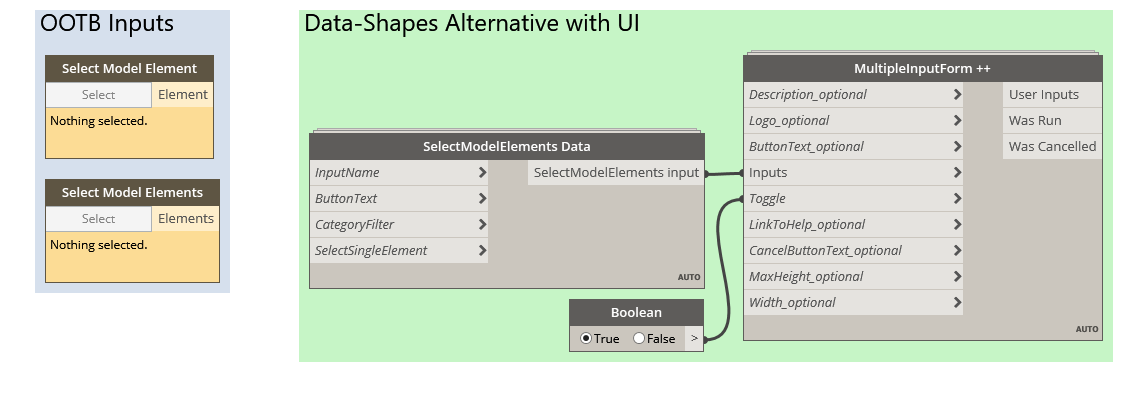 OOTB Inputs
Select Model Element
Select
Element
Nothing selected.
Select Model Elements
Select
Elements
Nothing selected.
Data-Shapes Alternative with UI
SelectModelElements Data
InputName
SelectModelElements input
ButtonText
CategoryFilter
SelectSingleElement
AUTO
Boolean
True
False
>
MultipleInputForm ++
Description_optional
User Inputs
Logo_optional
Was Run
ButtonText_optional
Was Cancelled
Inputs
Toggle
LinkToHelp_optional
CancelButtonText_optional
MaxHeight_optional
Width_optional
AUTO